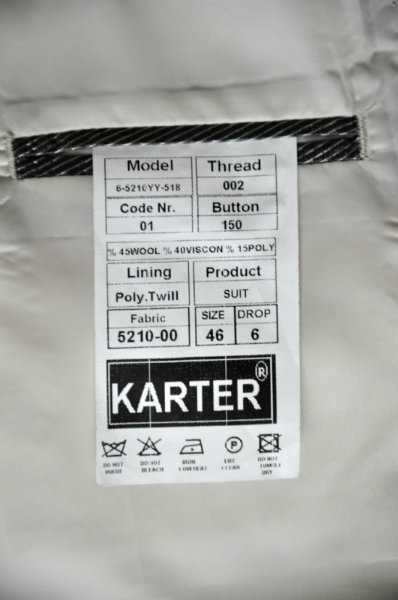 Model Thread
6-5210YY-518 002
Code Nr. Button
01 150
% 45WOOL % 40VISCON % 15POLY
Lining Product
Poly.Twill SUIT
Fabric SIZE DROP
5210-00 46 6
KARTER ®
DO NOT WASH
DO NOT BLEACH
IRON LOW HEAT
P
DRY CLEAN
DO NOT TUMBLE DRY